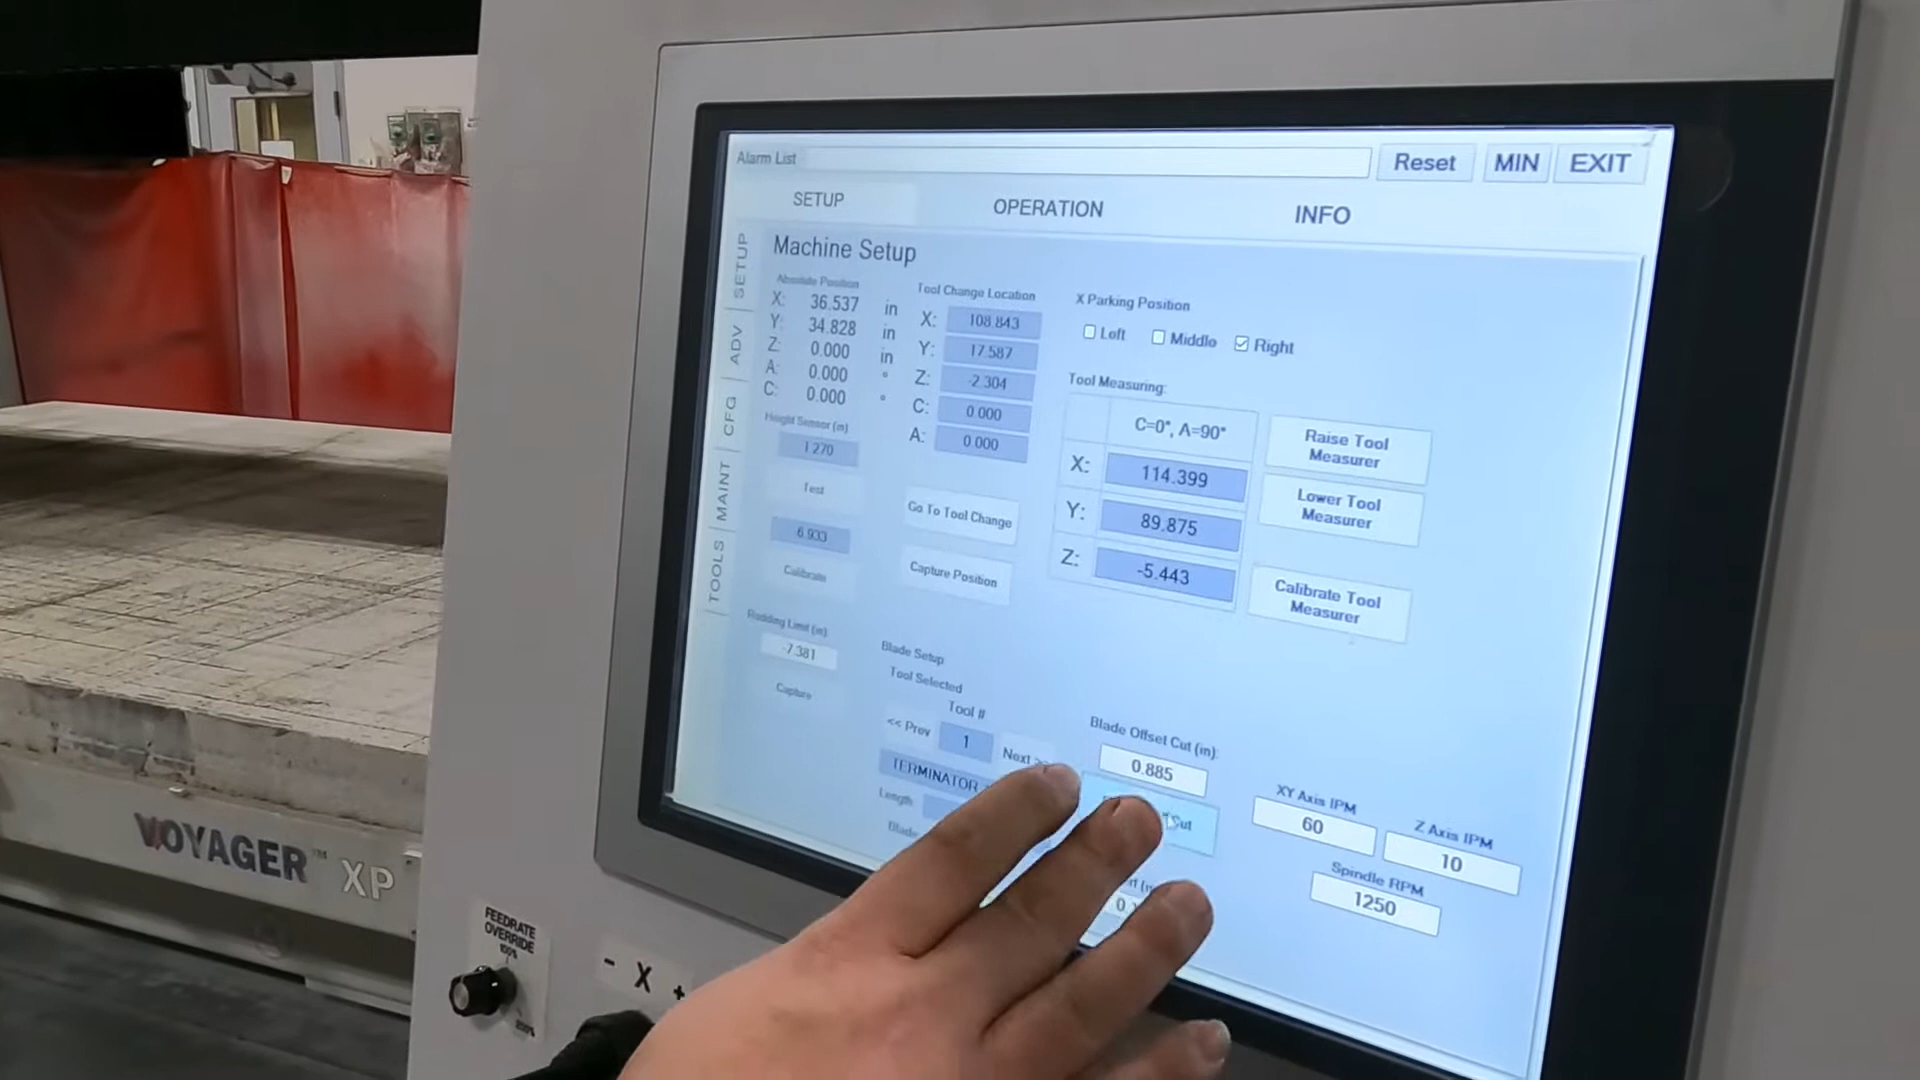 Alarm List
Reset
MIN
EXIT
SETUP
OPERATION
INFO
SETUP
ADV
CFG
MAINT
TOOLS
Machine Setup
Absolute Position
X: 36.537 in
Y: 34.828 in
Z: 0.000 in
A: 0.000 °
C: 0.000 °
Height Sensor (in)
1.270
Test
6.933
Calibrate
Rodding Limit (in)
-7.381
Capture
Tool Change Location
X: 108.843
Y: 17.587
Z: -2.304
C: 0.000
A: 0.000
Go To Tool Change
Capture Position
X Parking Position
Left
Middle
Right
Tool Measuring:
C=0°, A=90°
X: 114.399
Y: 89.875
Z: -5.443
Raise Tool
Measurer
Lower Tool
Measurer
Calibrate Tool
Measurer
Blade Setup
Tool Selected
Tool #
<< Prev
1
Next >>
TERMINATOR
Length
Blade
Blade Offset Cut (in):
0.885
Cut
XY Axis IPM
60
Z Axis IPM
10
Spindle RPM
1250
VOYAGER™ XP
FEEDRATE
OVERRIDE
100%
200%
- X +